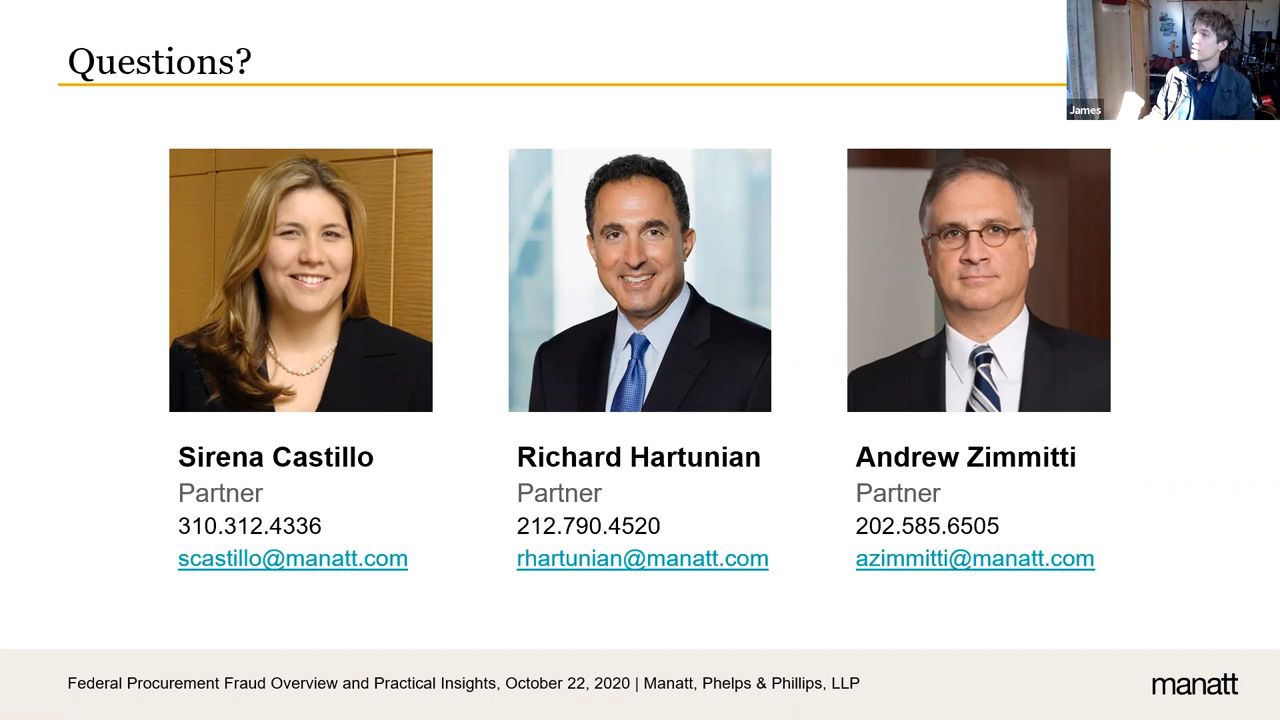 Questions?
James
Sirena Castillo
Partner
310.312.4336
scastillo@manatt.com
Richard Hartunian
Partner
212.790.4520
rhartunian@manatt.com
Andrew Zimmitti
Partner
202.585.6505
azimmitti@manatt.com
Federal Procurement Fraud Overview and Practical Insights, October 22, 2020 | Manatt, Phelps & Phillips, LLP
manatt